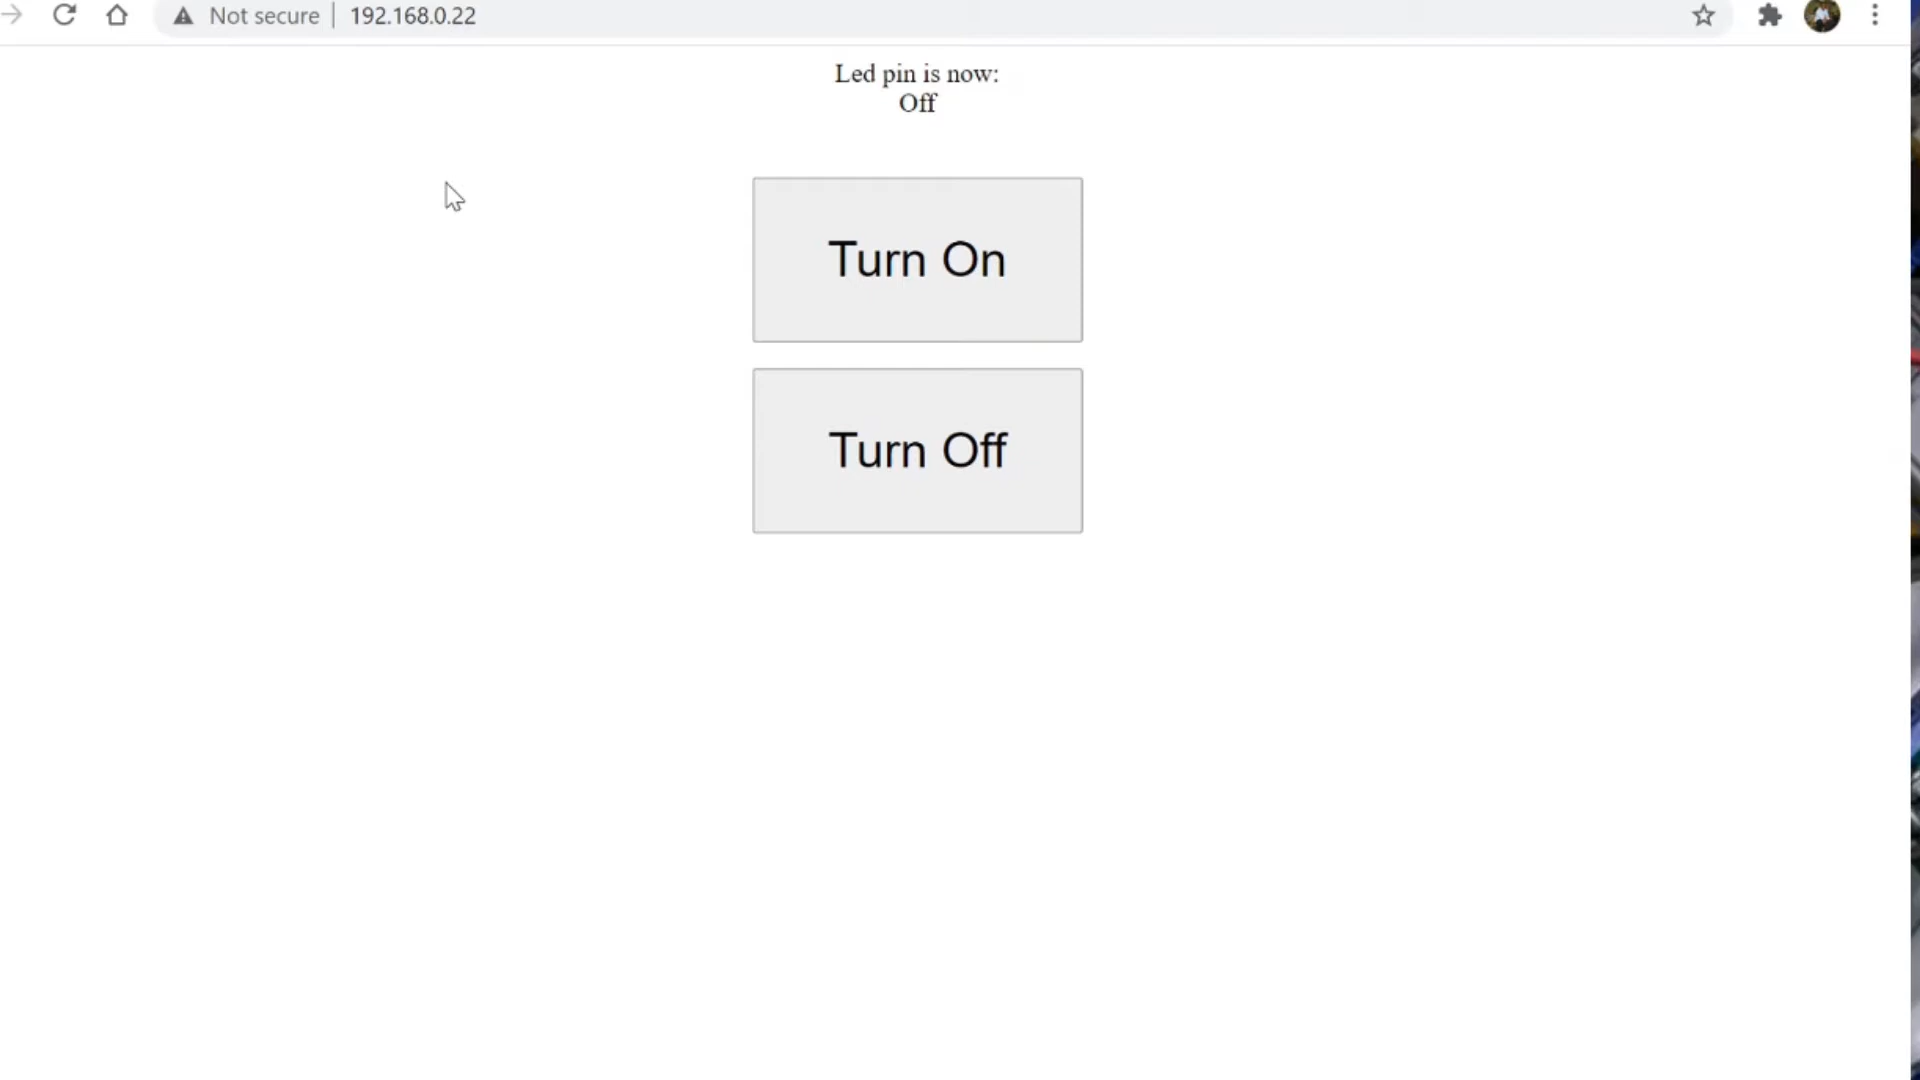 Not secure | 192.168.0.22
Led pin is now:
Off
Turn On
Turn Off